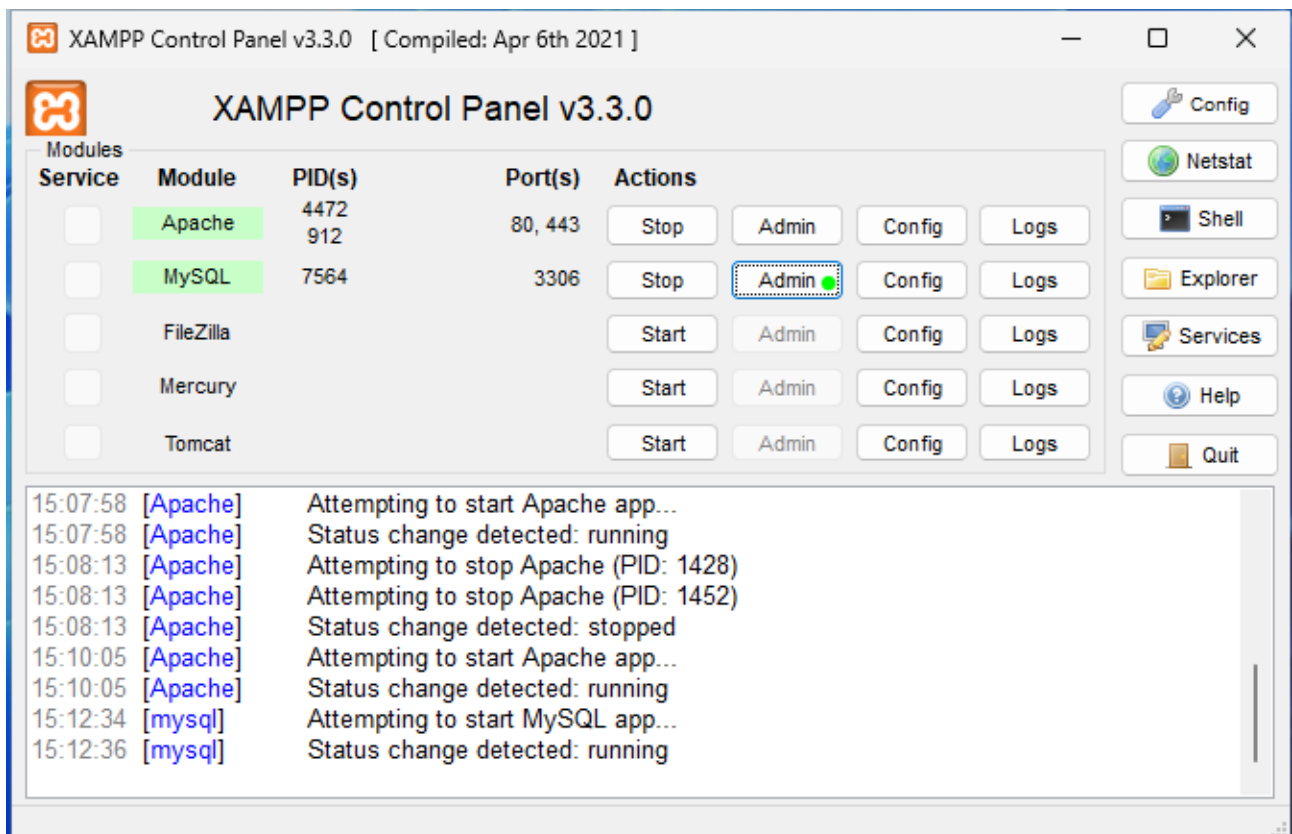 XAMPP Control Panel v3.3.0 [ Compiled: Apr 6th 2021 ]
XAMPP Control Panel v3.3.0
Config
Modules
Service Module PID(s) Port(s) Actions
Netstat
Apache 4472 912 80, 443 Stop Admin Config Logs
Shell
MySQL 7564 3306 Stop Admin Config Logs
Explorer
FileZilla Start Admin Config Logs
Services
Mercury Start Admin Config Logs
Help
Tomcat Start Admin Config Logs
Quit
15:07:58 [Apache] Attempting to start Apache app...
15:07:58 [Apache] Status change detected: running
15:08:13 [Apache] Attempting to stop Apache (PID: 1428)
15:08:13 [Apache] Attempting to stop Apache (PID: 1452)
15:08:13 [Apache] Status change detected: stopped
15:10:05 [Apache] Attempting to start Apache app...
15:10:05 [Apache] Status change detected: running
15:12:34 [mysql] Attempting to start MySQL app...
15:12:36 [mysql] Status change detected: running